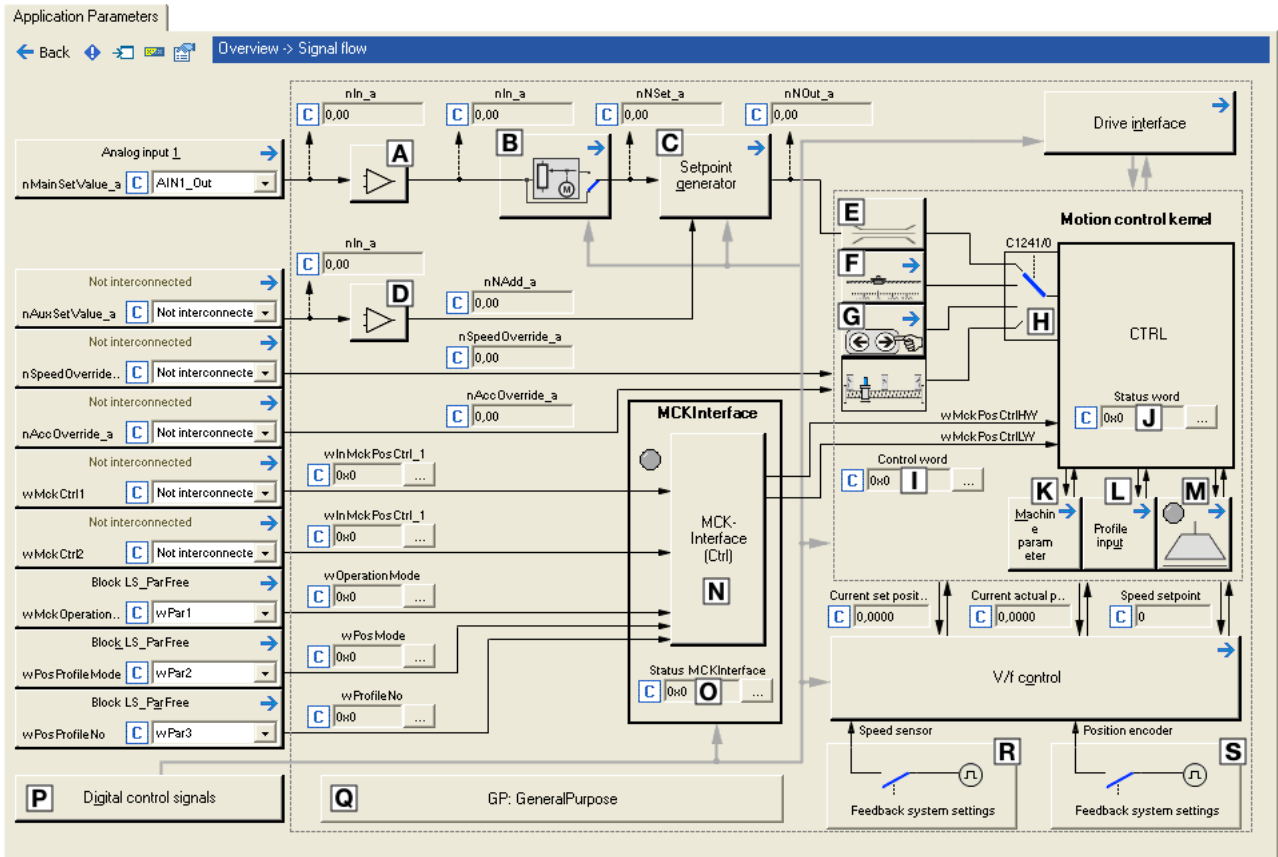 Application Parameters
Back
Overview -> Signal flow
nIn_a
nIn_a
nNSet_a
nNOut_a
C 0,00
C 0,00
C 0,00
C 0,00
Drive interface
Analog input 1
nMainSetValue_a C AIN1_Out
A
B
C
Setpoint
generator
Motion control kernel
C1241/0
E
F
G
H
CTRL
Status word
C 0x0 J ...
nIn_a
C 0,00
Not interconnected
nAuxSetValue_a C Not interconnecte
D
nNAdd_a
C 0,00
Not interconnected
nSpeedOverride.. C Not interconnecte
nSpeedOverride_a
C 0,00
Not interconnected
nAccOverride_a C Not interconnecte
nAccOverride_a
C 0,00
MCKInterface
wMckPosCtrlHW
wMckPosCtrlLW
Control word
C 0x0 I ...
Not interconnected
wMckCtrl1 C Not interconnecte
wInMckPosCtrl_1
C 0x0 ...
Not interconnected
wMckCtrl2 C Not interconnecte
wInMckPosCtrl_1
C 0x0 ...
MCK-
Interface
(Ctrl)
N
K
Machin
e
param
eter
L
Profile
input
M
Block LS_ParFree
wMckOperation.. C wPar1
wOperationMode
C 0x0 ...
Block LS_ParFree
wPosProfileMode C wPar2
wPosMode
C 0x0 ...
Block LS_ParFree
wPosProfileNo C wPar3
wProfileNo
C 0x0 ...
Status MCKInterface
C 0x0 O ...
Current set posit..
C 0,0000
Current actual p..
C 0,0000
Speed setpoint
C 0
V/f control
Speed sensor
R
Feedback system settings
Position encoder
S
Feedback system settings
P Digital control signals
Q GP: GeneralPurpose